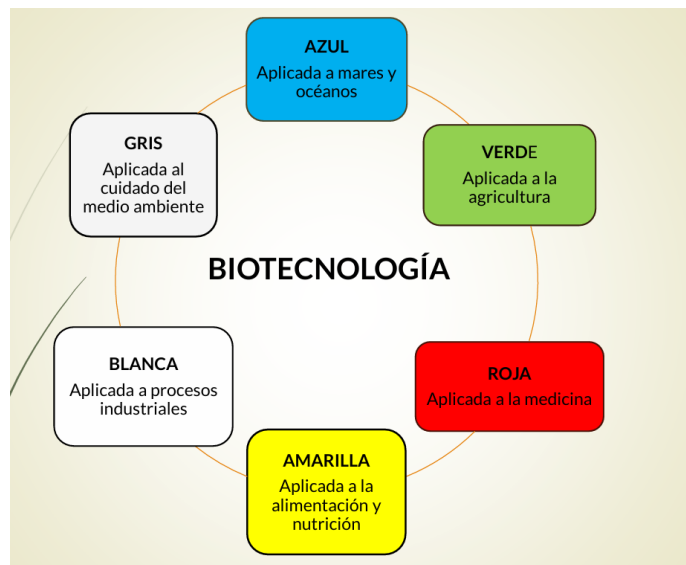 AZUL
Aplicada a mares y
océanos
VERDE
Aplicada a la
agricultura
ROJA
Aplicada a la medicina
AMARILLA
Aplicada a la
alimentación y
nutrición
BLANCA
Aplicada a procesos
industriales
GRIS
Aplicada al
cuidado del
medio ambiente
BIOTECNOLOGÍA